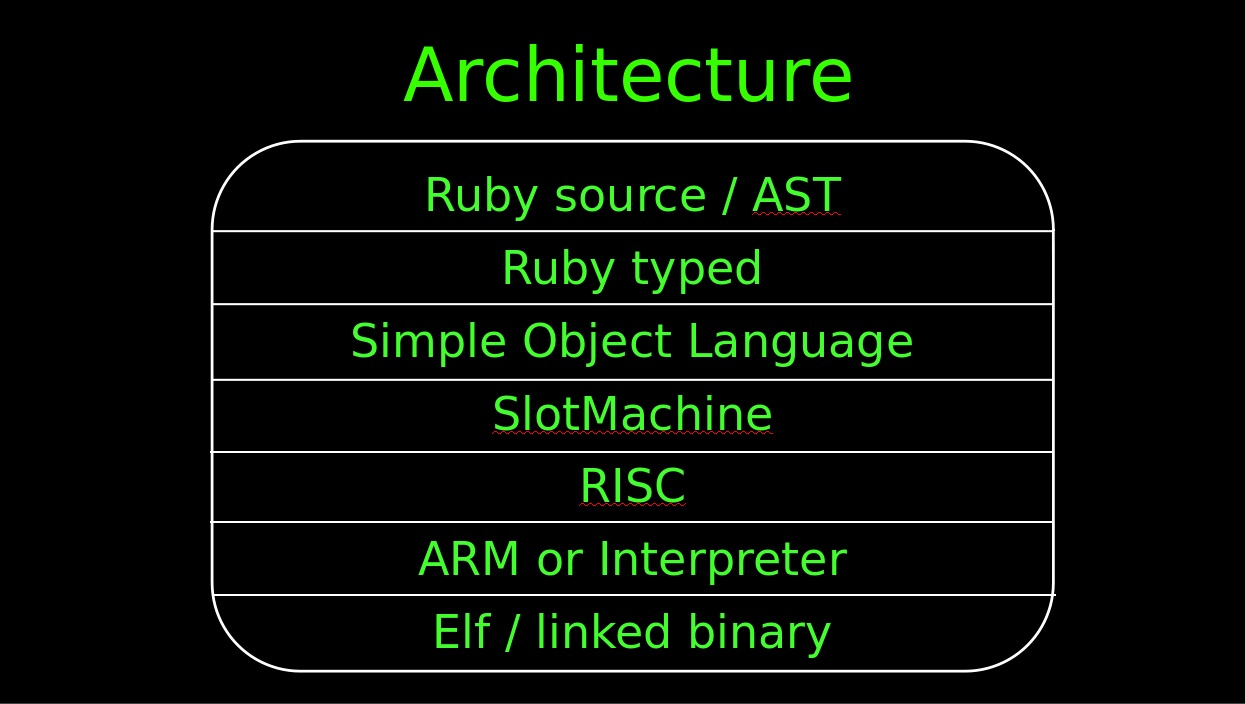 Architecture
Ruby source / AST
Ruby typed
Simple Object Language
SlotMachine
RISC
ARM or Interpreter
Elf / linked binary